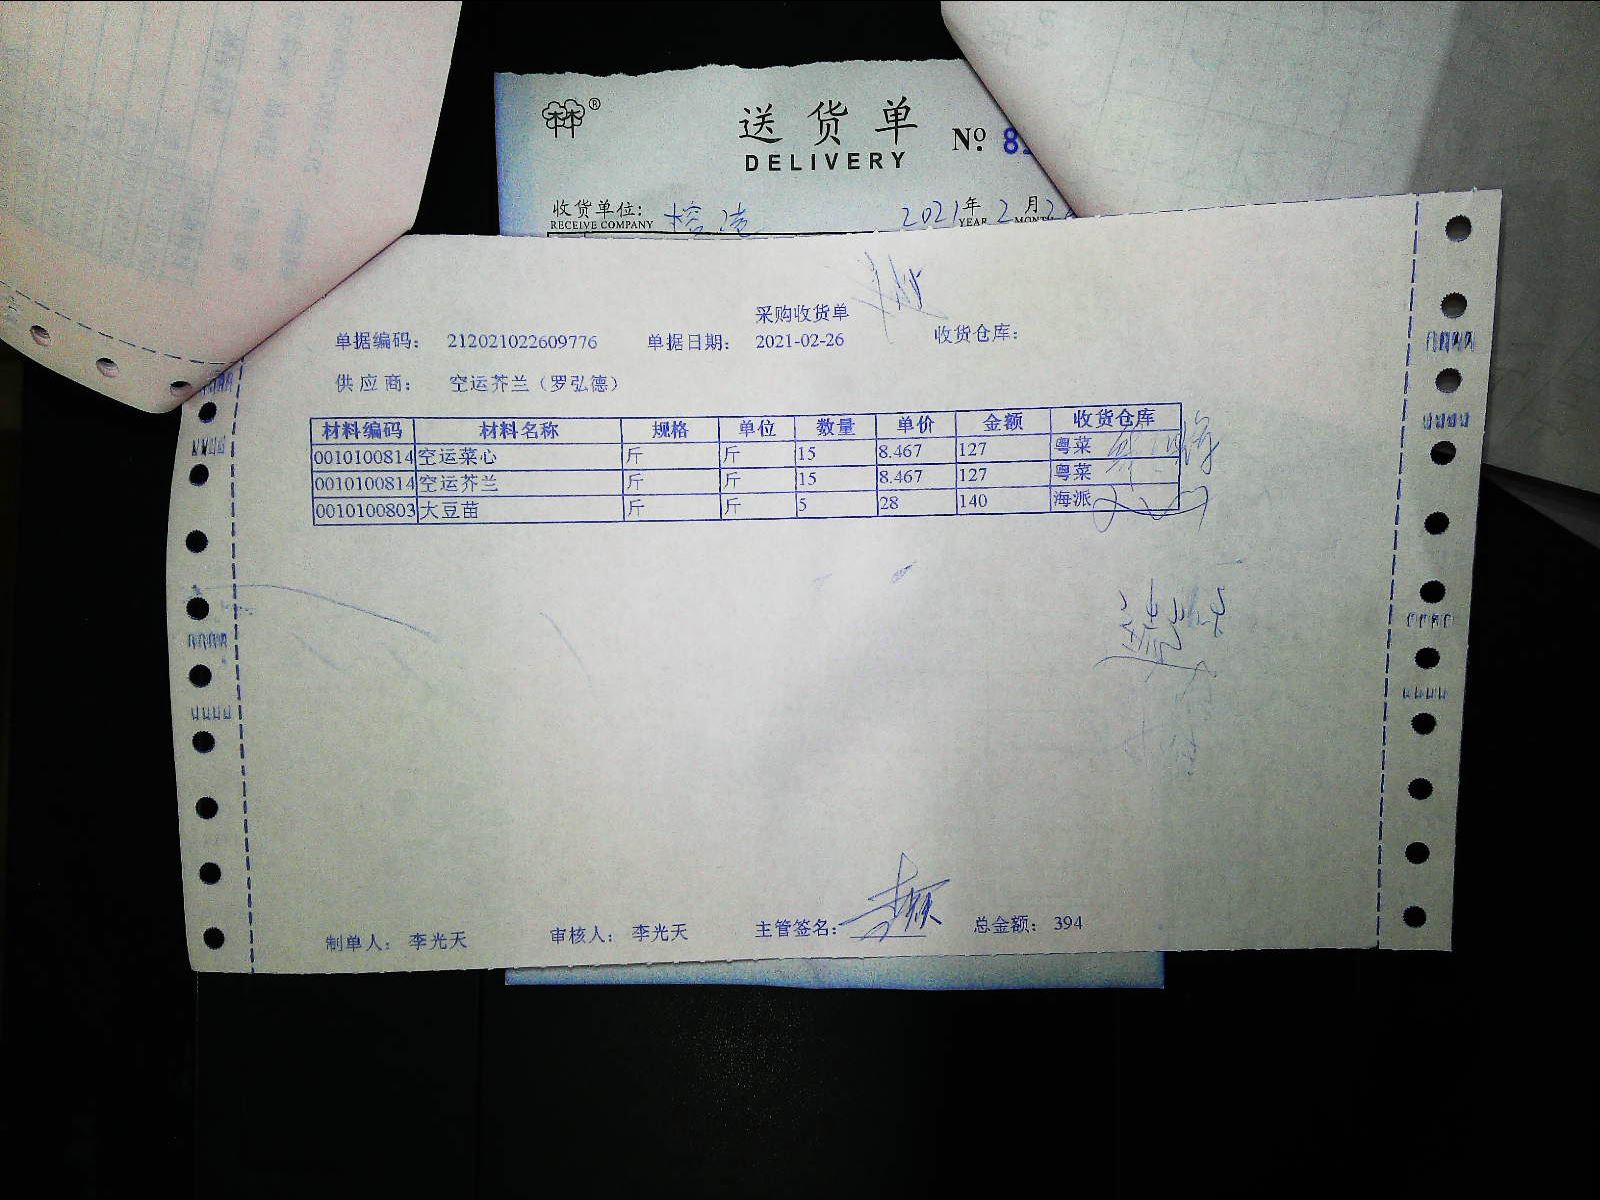 送货单
DELIVERY
№ 8
收货单位:
RECEIVE COMPANY
2021年2月
YEAR
采购收货单
单据编码: 212021022609776 单据日期: 2021-02-26 收货仓库:
供应商: 空运芥兰（罗弘德）
材料编码 材料名称 规格 单位 数量 单价 金额 收货仓库
0010100814 空运菜心 斤 斤 15 8.467 127 粤菜
0010100814 空运芥兰 斤 斤 15 8.467 127 粤菜
0010100803 大豆苗 斤 斤 5 28 140 海派
制单人: 李光天 审核人: 李光天 主管签名: 总金额: 394